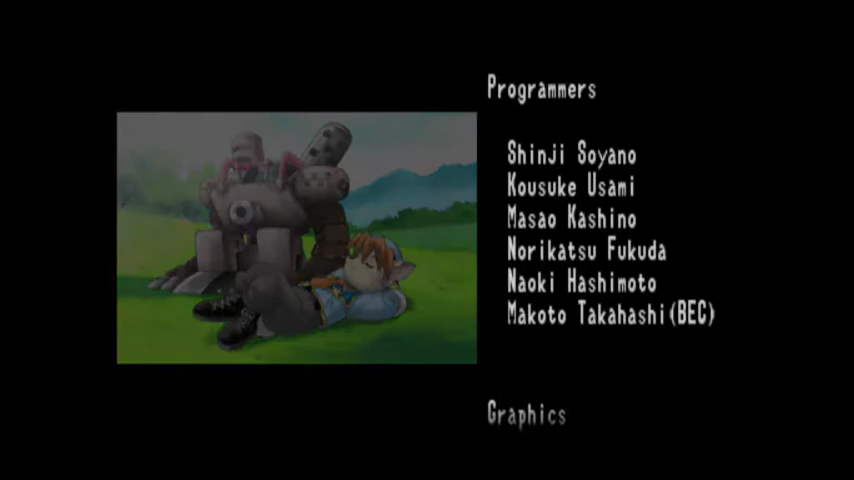 Programmers
Shinji Soyano
Kousuke Usami
Masao Kashino
Norikatsu Fukuda
Naoki Hashimoto
Makoto Takahashi(BEC)
Graphics